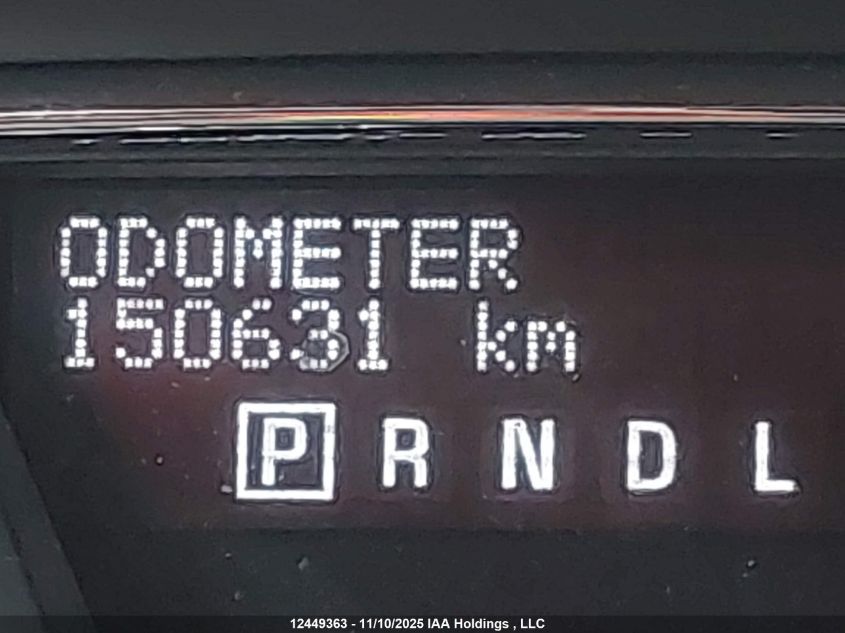 ODOMETER
150631 km
P R N D L
12449363 - 11/10/2025 IAA Holdings , LLC